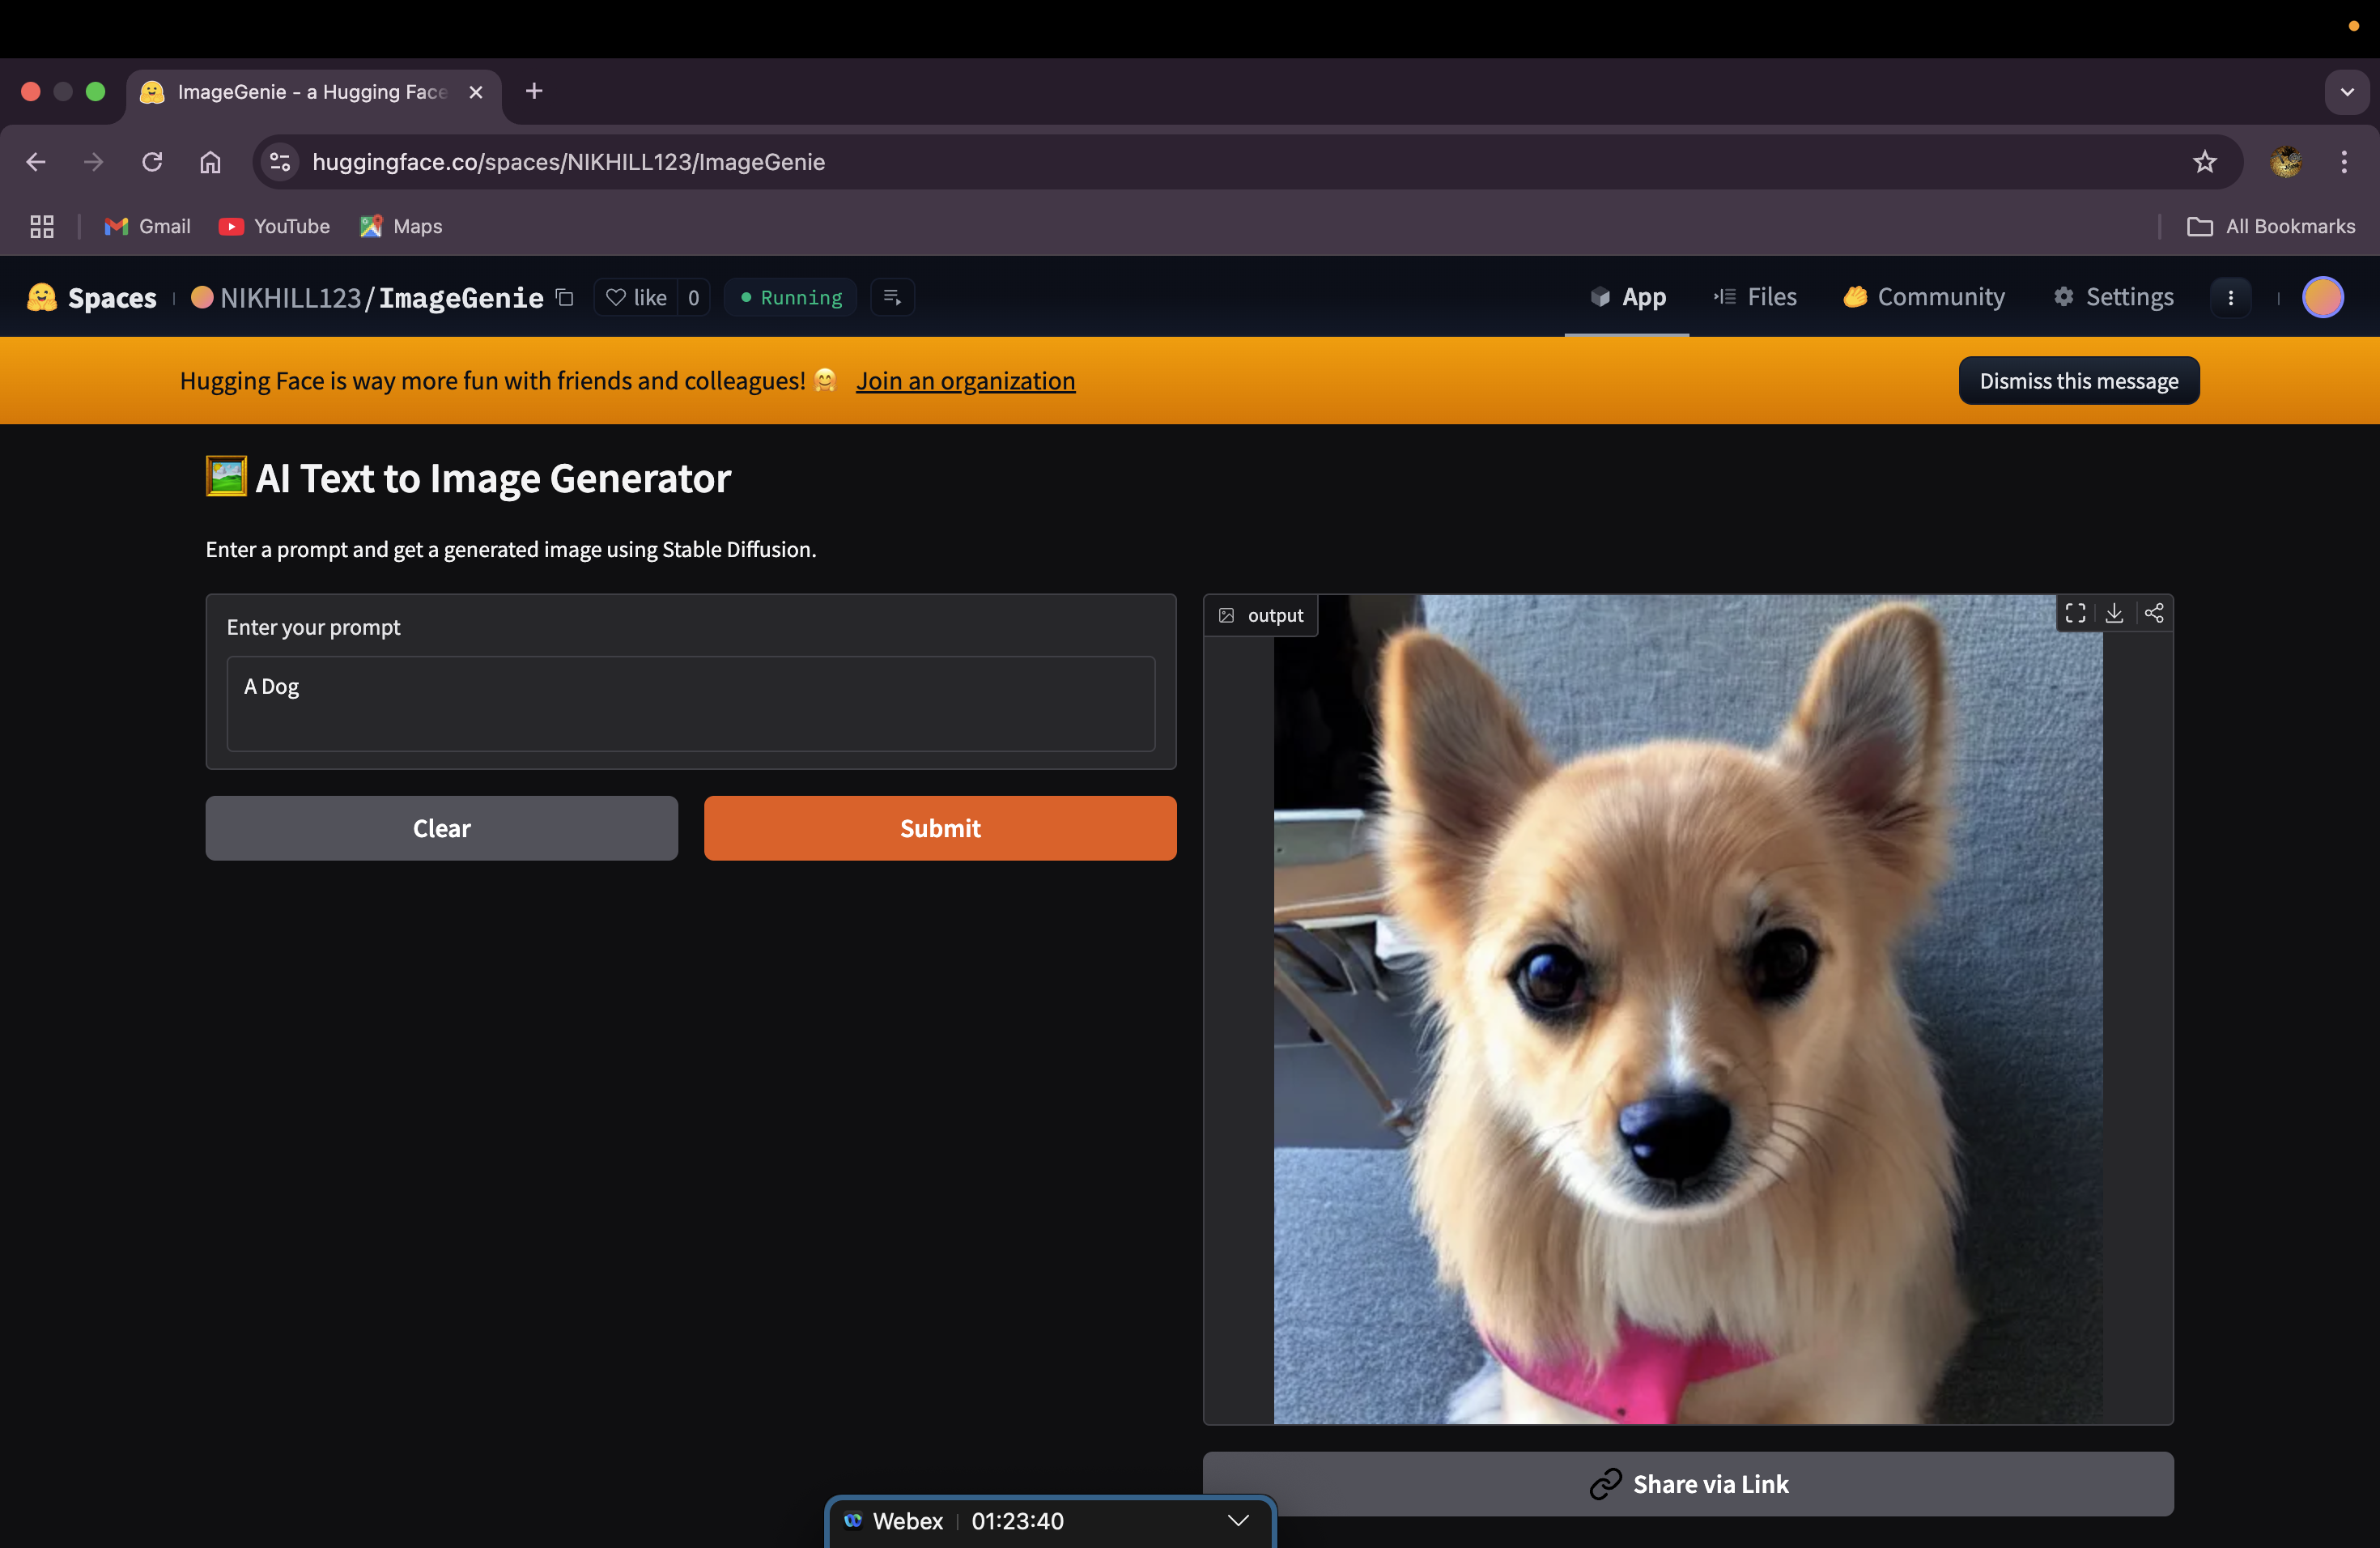 ImageGenie - a Hugging Face
huggingface.co/spaces/NIKHILL123/ImageGenie
Gmail YouTube Maps All Bookmarks
Spaces NIKHILL123/ImageGenie like 0 Running App Files Community Settings
Hugging Face is way more fun with friends and colleagues! Join an organization Dismiss this message
AI Text to Image Generator
Enter a prompt and get a generated image using Stable Diffusion.
Enter your prompt
A Dog
Clear Submit
output
Share via Link
Webex 01:23:40